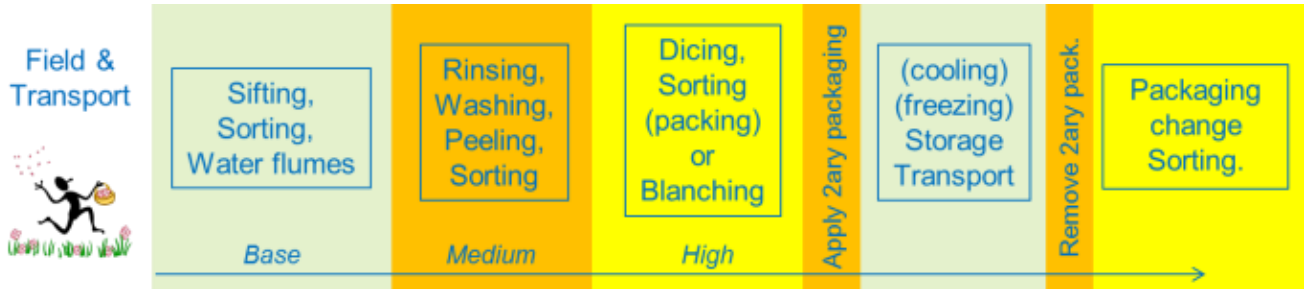 Field &
Transport
Sifting,
Sorting,
Water flumes
Base
Rinsing,
Washing,
Peeling,
Sorting
Medium
Dicing,
Sorting
(packing)
or
Blanching
High
Apply 2ary packaging
(cooling)
(freezing)
Storage
Transport
Remove 2ary pack.
Packaging
change
Sorting.